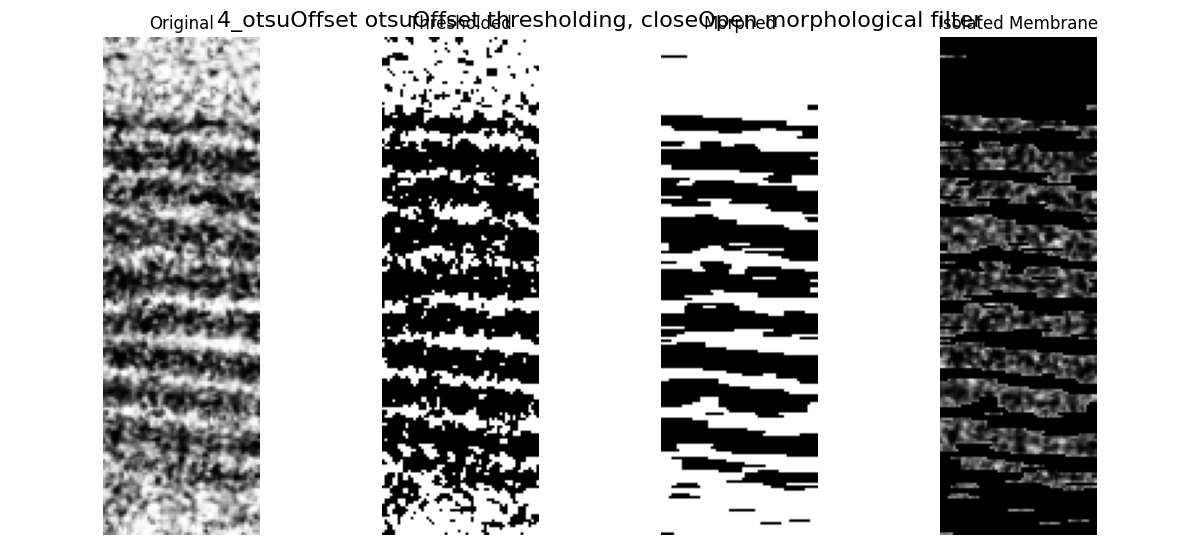 4_otsuOffset otsuOffset thresholding, closeOpen morphological filter
Original
Thresholded
Morphed
Isolated Membrane